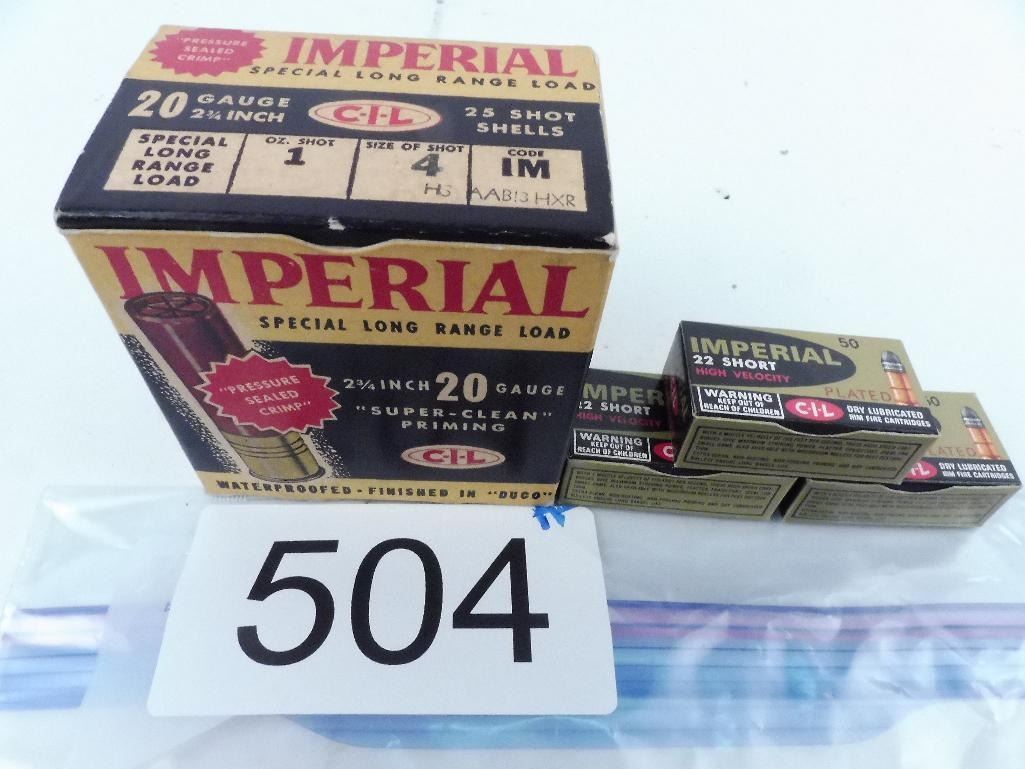 "PRESSURE
SEALED
CRIMP"
IMPERIAL
SPECIAL LONG RANGE LOAD
20 GAUGE
2¾ INCH
C-I-L
25 SHOT
SHELLS
SPECIAL
LONG
RANGE
LOAD
OZ. SHOT
1
SIZE OF SHOT
4
CODE
IM
HS AAB13 HXR
IMPERIAL
SPECIAL LONG RANGE LOAD
"PRESSURE
SEALED
CRIMP"
2¾ INCH 20 GAUGE
"SUPER-CLEAN"
PRIMING
C-I-L
WATERPROOFED - FINISHED IN "DUCO"
IMPERIAL
50
22 SHORT
HIGH VELOCITY
PLATED
WARNING
KEEP OUT OF
REACH OF CHILDREN
C-I-L
DRY LUBRICATED
RIM FIRE CARTRIDGES
IMPER
22 SHORT
HIGH VELOCITY
WARNING
KEEP OUT OF
REACH OF CHILDREN
50
ATED
L
DRY LUBRICATED
RIM FIRE CARTRIDGES
504